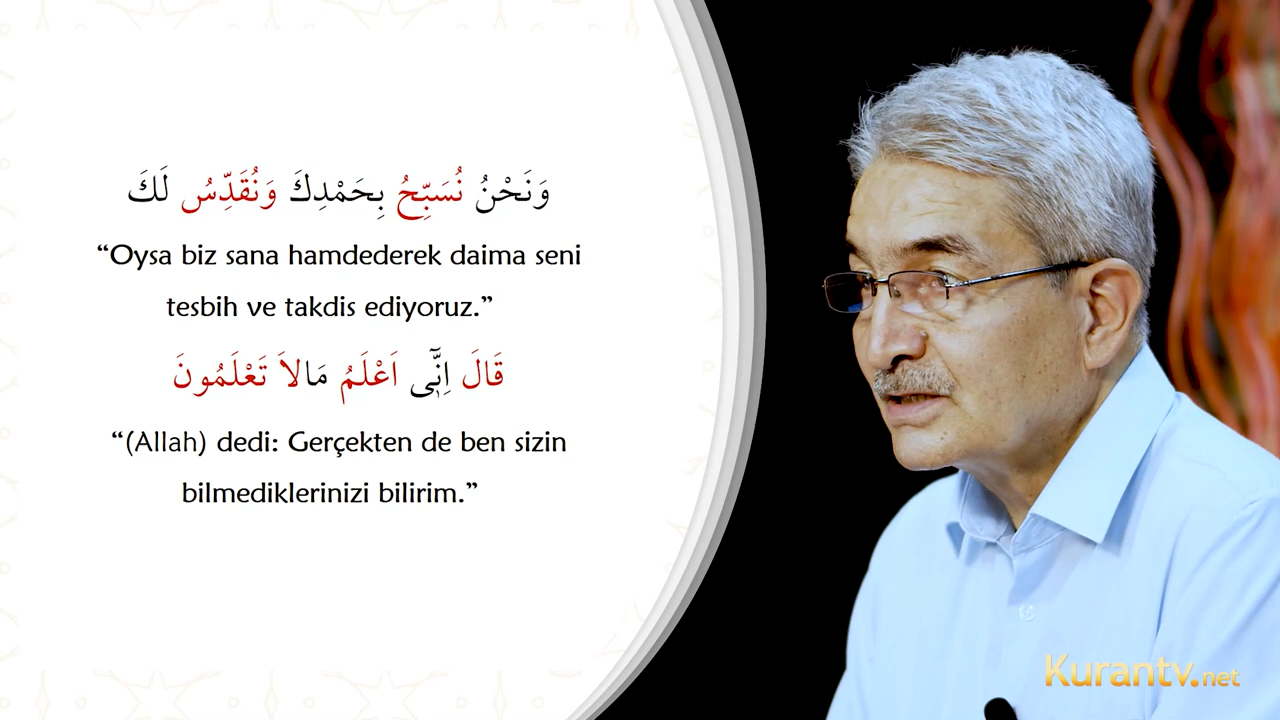 وَنَحْنُ نُسَبِّحُ بِحَمْدِكَ وَنُقَدِّسُ لَكَ
“Oysa biz sana hamdederek daima seni
tesbih ve takdis ediyoruz.”
قَالَ اِنّٖٓى اَعْلَمُ مَالاَ تَعْلَمُونَ
“(Allah) dedi: Gerçekten de ben sizin
bilmediklerinizi bilirim.”
Kurantv.net